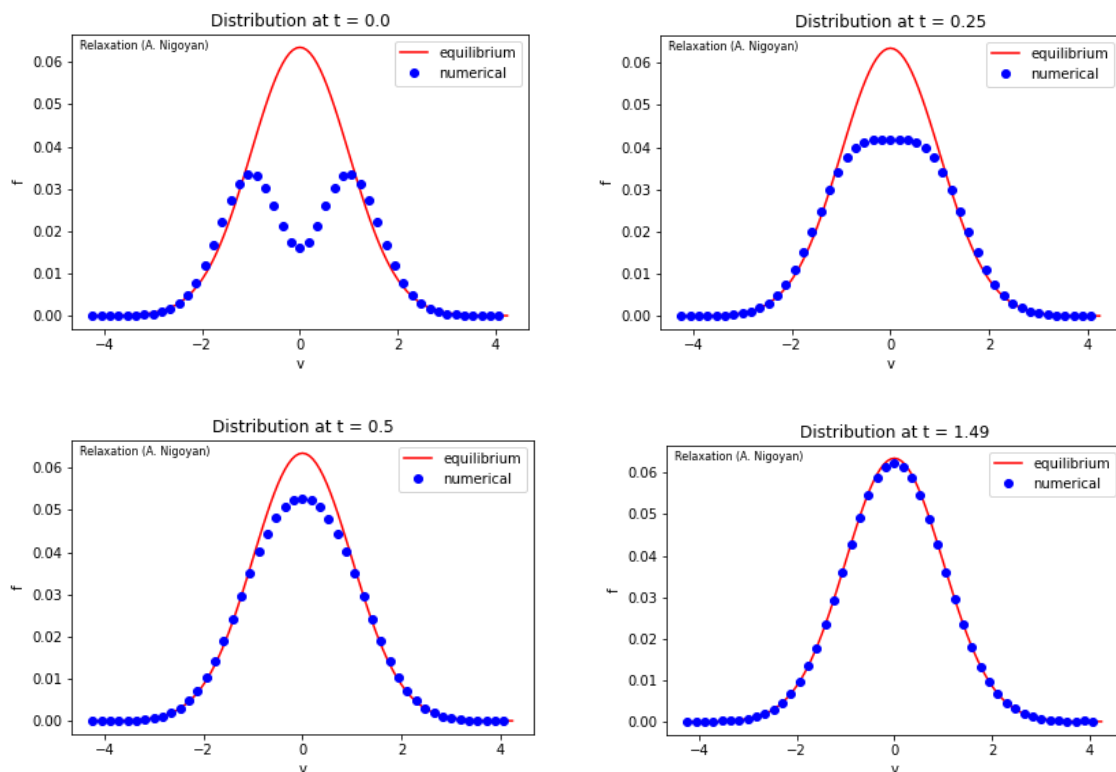 Distribution at t = 0.0
Relaxation (A. Nigoyan)
equilibrium
numerical
0.06
0.05
0.04
0.03
0.02
0.01
0.00
f
−4 −2 0 2 4
v
Distribution at t = 0.25
Relaxation (A. Nigoyan)
equilibrium
numerical
0.06
0.05
0.04
0.03
0.02
0.01
0.00
f
−4 −2 0 2 4
v
Distribution at t = 0.5
Relaxation (A. Nigoyan)
equilibrium
numerical
0.06
0.05
0.04
0.03
0.02
0.01
0.00
f
−4 −2 0 2 4
v
Distribution at t = 1.49
Relaxation (A. Nigoyan)
equilibrium
numerical
0.06
0.05
0.04
0.03
0.02
0.01
0.00
f
−4 −2 0 2 4
v